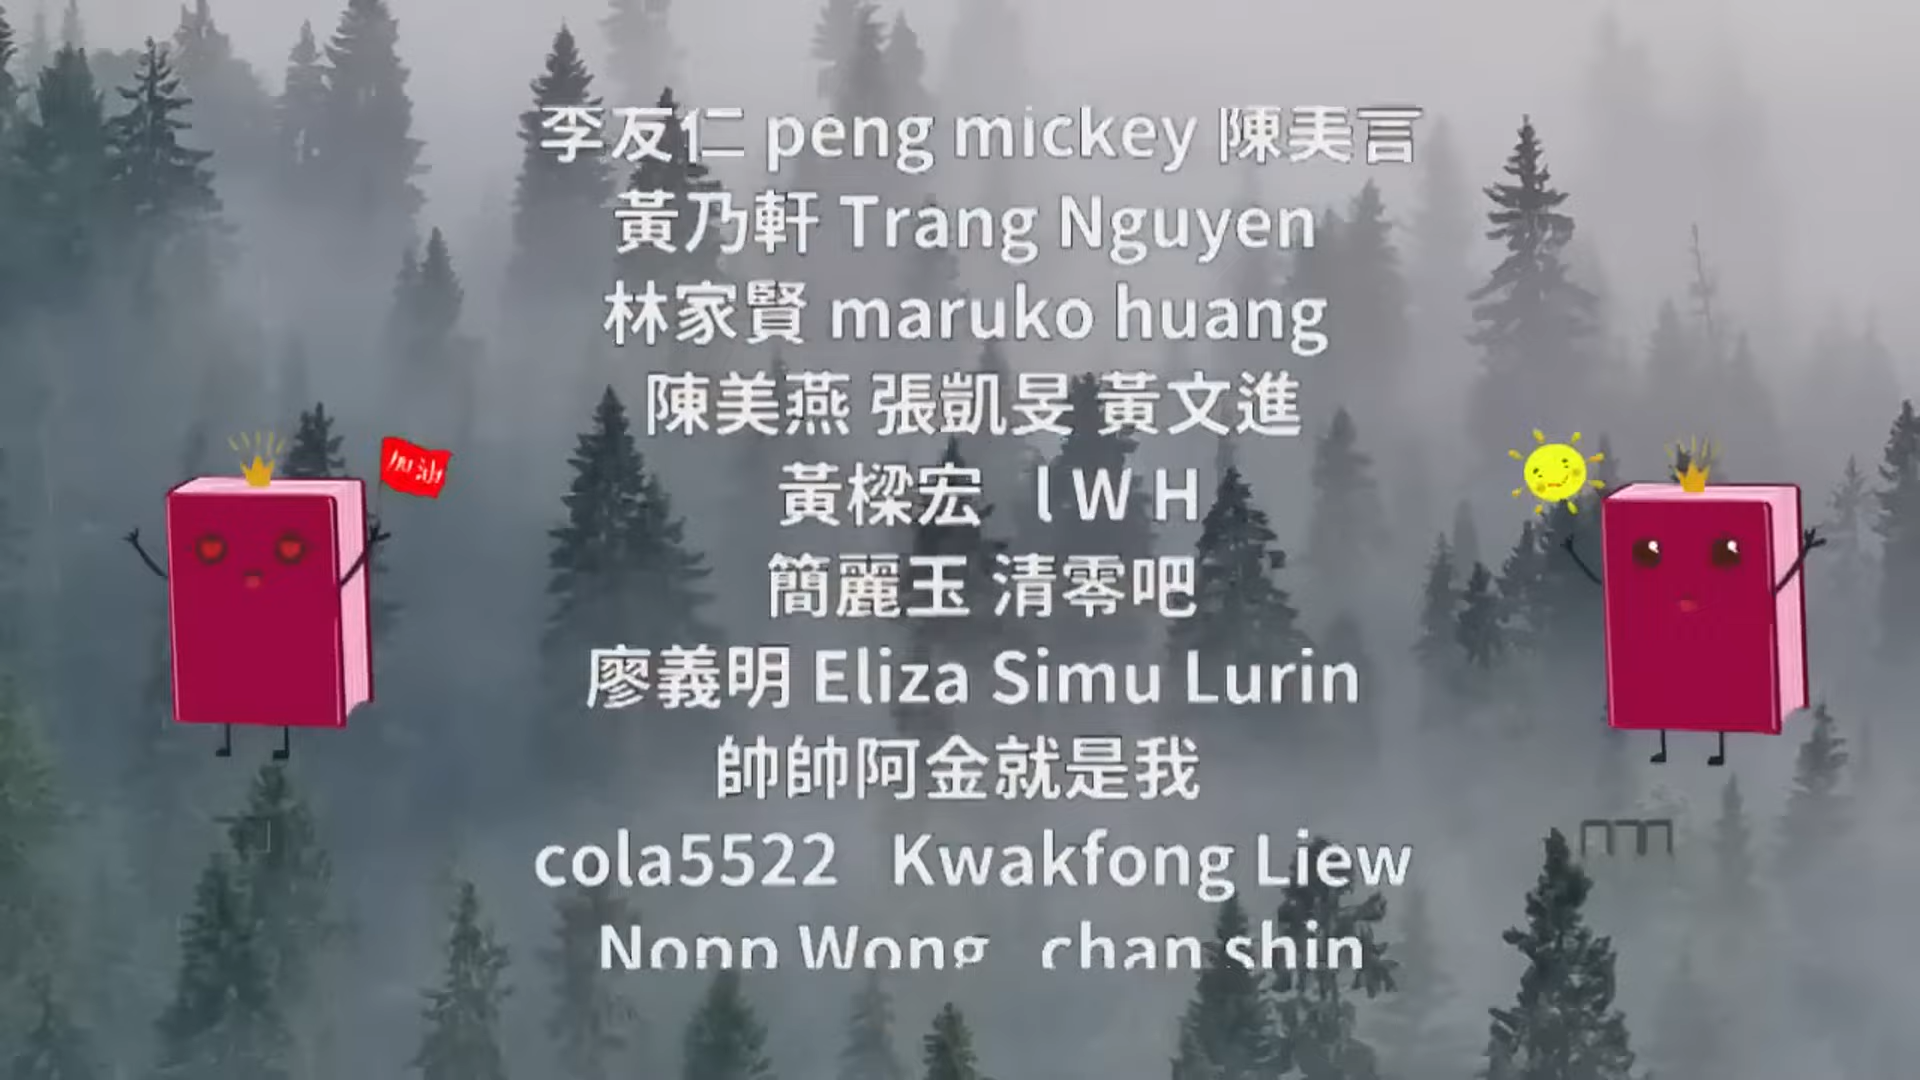 李友仁 peng mickey 陳美言
黃乃軒 Trang Nguyen
林家賢 maruko huang
陳美燕 張凱旻 黃文進
加油
黃樑宏 l W H
簡麗玉 清零吧
廖義明 Eliza Simu Lurin
帥帥阿金就是我
cola5522 Kwakfong Liew
Wong chan shin